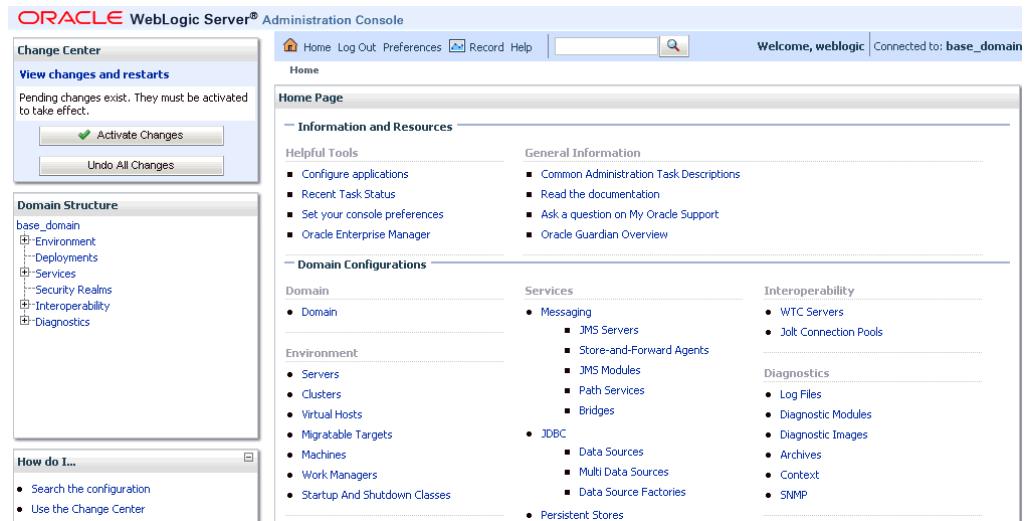 ORACLE WebLogic Server® Administration Console
Change Center
View changes and restarts
Pending changes exist. They must be activated
to take effect.
Activate Changes
Undo All Changes
Domain Structure
base_domain
Environment
Deployments
Services
Security Realms
Interoperability
Diagnostics
How do I...
Search the configuration
Use the Change Center
Home Log Out Preferences Record Help
Welcome, weblogic Connected to: base_domain
Home
Home Page
Information and Resources
Helpful Tools
Configure applications
Recent Task Status
Set your console preferences
Oracle Enterprise Manager
General Information
Common Administration Task Descriptions
Read the documentation
Ask a question on My Oracle Support
Oracle Guardian Overview
Domain Configurations
Domain
Domain
Environment
Servers
Clusters
Virtual Hosts
Migratable Targets
Machines
Work Managers
Startup And Shutdown Classes
Services
Messaging
JMS Servers
Store-and-Forward Agents
JMS Modules
Path Services
Bridges
JDBC
Data Sources
Multi Data Sources
Data Source Factories
Persistent Stores
Interoperability
WTC Servers
Jolt Connection Pools
Diagnostics
Log Files
Diagnostic Modules
Diagnostic Images
Archives
Context
SNMP